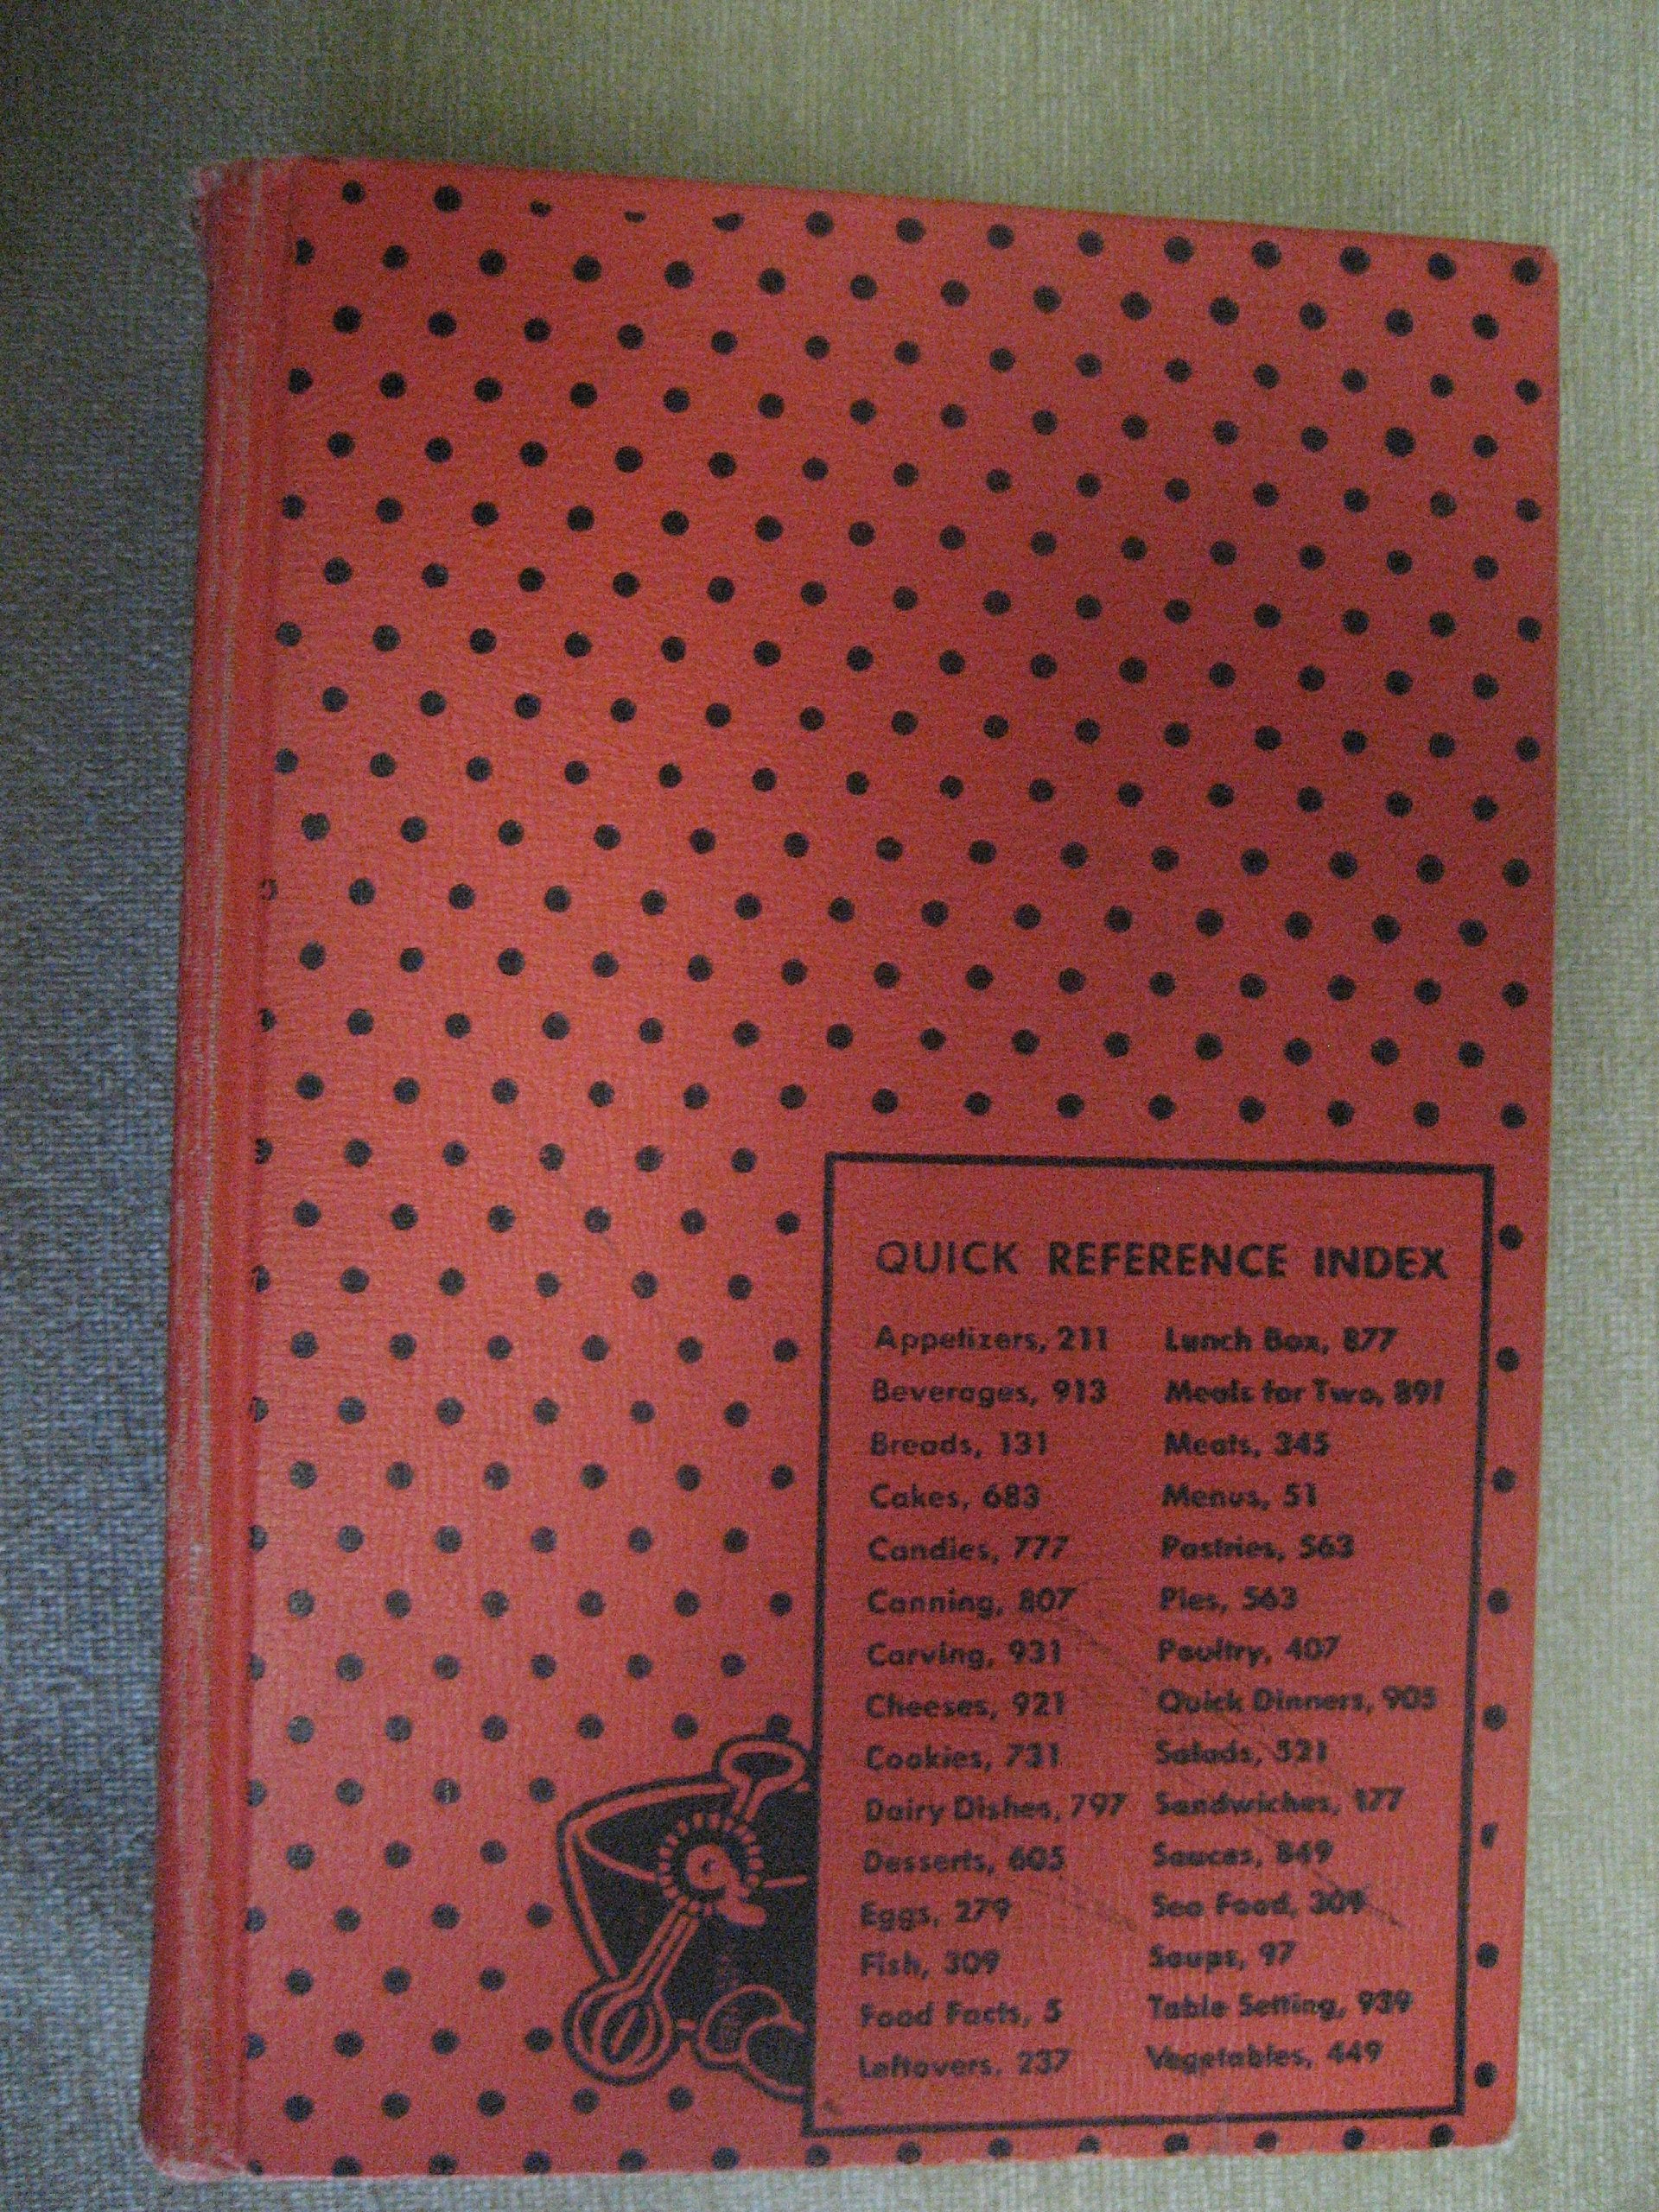 QUICK REFERENCE INDEX
Appetizers, 211
Beverages, 913
Breads, 131
Cakes, 683
Candies, 777
Canning, 807
Carving, 931
Cheeses, 921
Cookies, 731
Dairy Dishes, 797
Desserts, 605
Eggs, 279
Fish, 309
Food Facts, 5
Leftovers, 237
Lunch Box, 877
Meals for Two, 891
Meats, 345
Menus, 51
Pastries, 563
Pies, 563
Poultry, 407
Quick Dinners, 905
Salads, 521
Sandwiches, 177
Sauces, 849
Sea Food, 309
Soups, 97
Table Setting, 939
Vegetables, 449